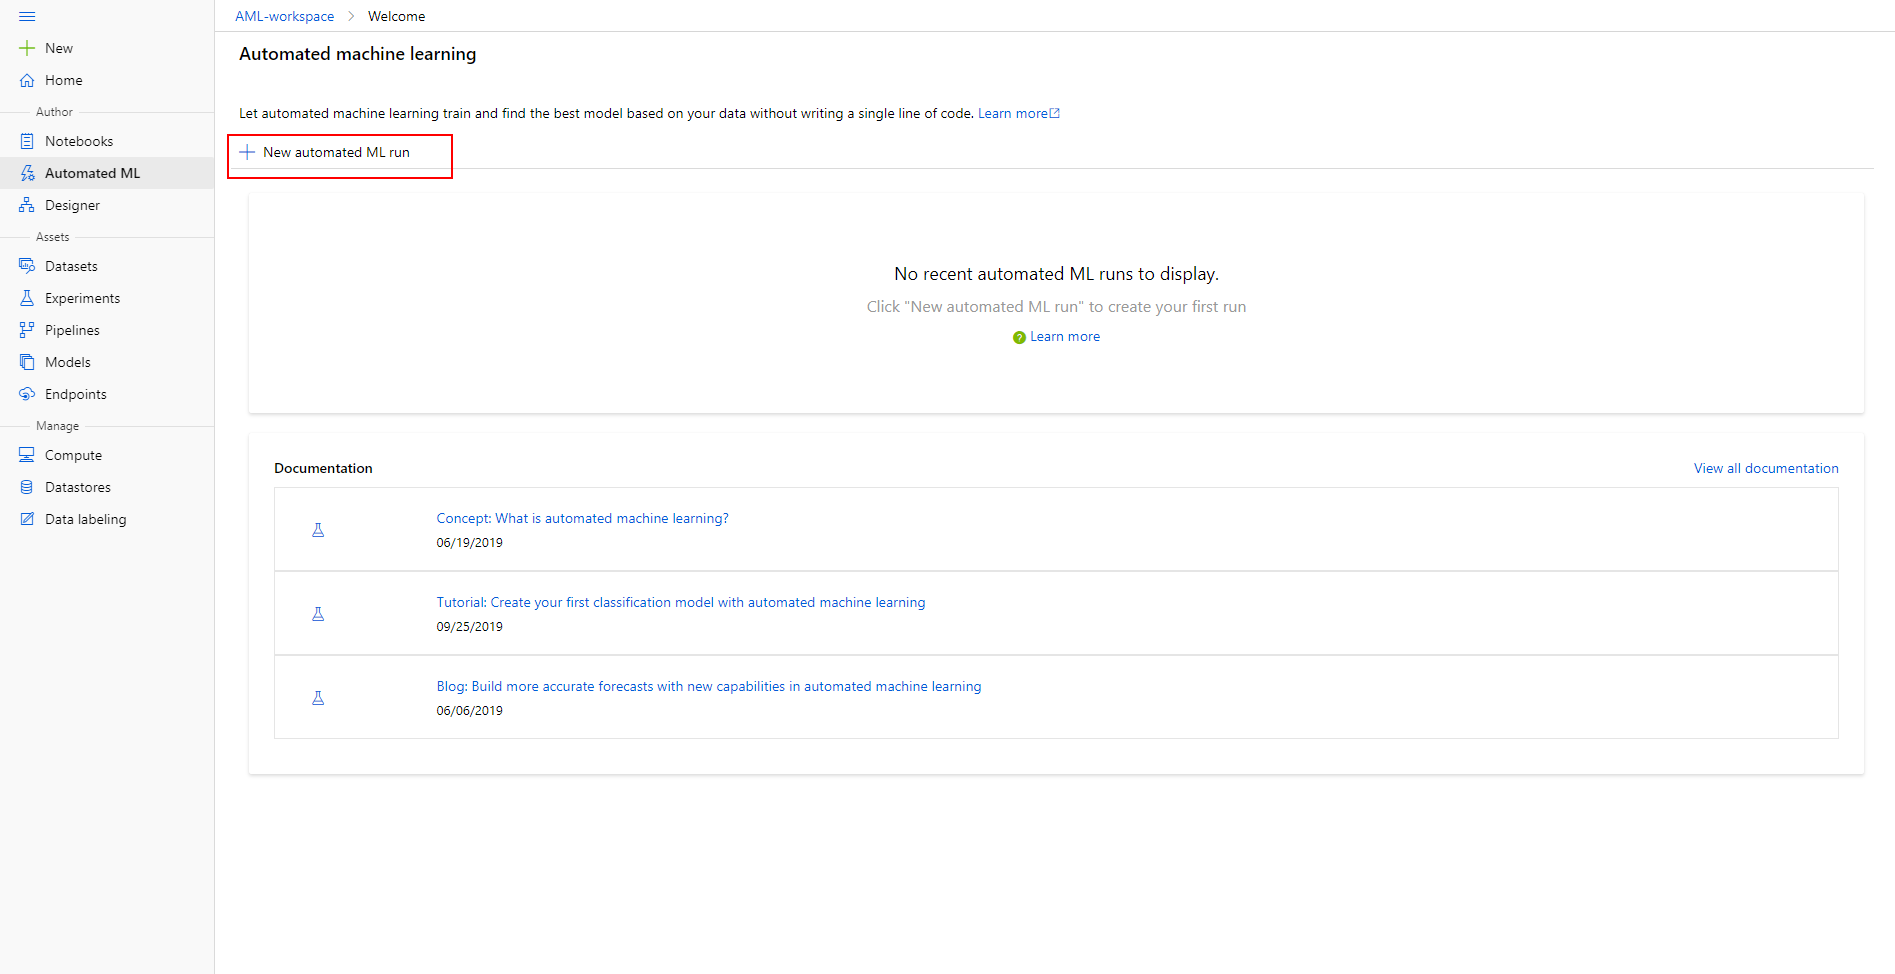 New
Home
Author
Notebooks
Automated ML
Designer
Assets
Datasets
Experiments
Pipelines
Models
Endpoints
Manage
Compute
Datastores
Data labeling
AML-workspace > Welcome
Automated machine learning
Let automated machine learning train and find the best model based on your data without writing a single line of code. Learn more
New automated ML run
No recent automated ML runs to display.
Click "New automated ML run" to create your first run
? Learn more
Documentation
View all documentation
Concept: What is automated machine learning?
06/19/2019
Tutorial: Create your first classification model with automated machine learning
09/25/2019
Blog: Build more accurate forecasts with new capabilities in automated machine learning
06/06/2019